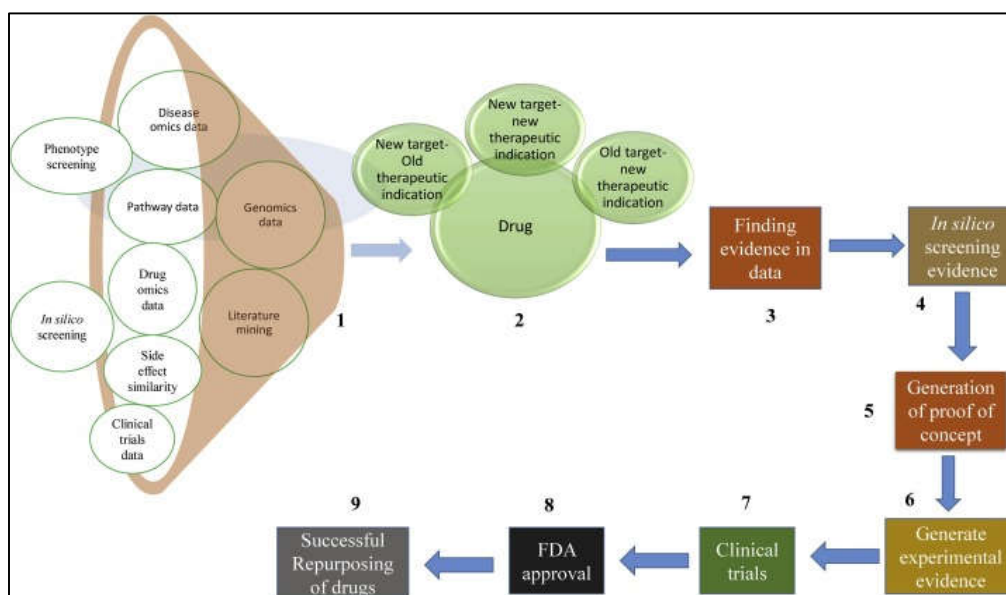 Disease
omics data
Phenotype
screening
Pathway data
Genomics
data
Drug
omics
data
In silico
screening
Literature
mining
Side
effect
similarity
Clinical
trials
data
1
New target-
Old
therapeutic
indication
New target-
new
therapeutic
indication
Old target-
new
therapeutic
indication
Drug
2
Finding
evidence in
data
3
In silico
screening
evidence
4
Generation
of proof of
concept
5
6
Generate
experimental
evidence
7
Clinical
trials
8
FDA
approval
9
Successful
Repurposing
of drugs